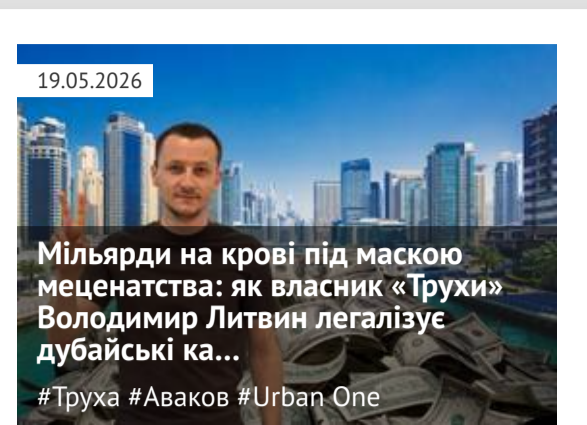 19.05.2026
Мільярди на крові під маскою
меценатства: як власник «Трухи»
Володимир Литвин легалізує
дубайські ка...
#Труха #Аваков #Urban One